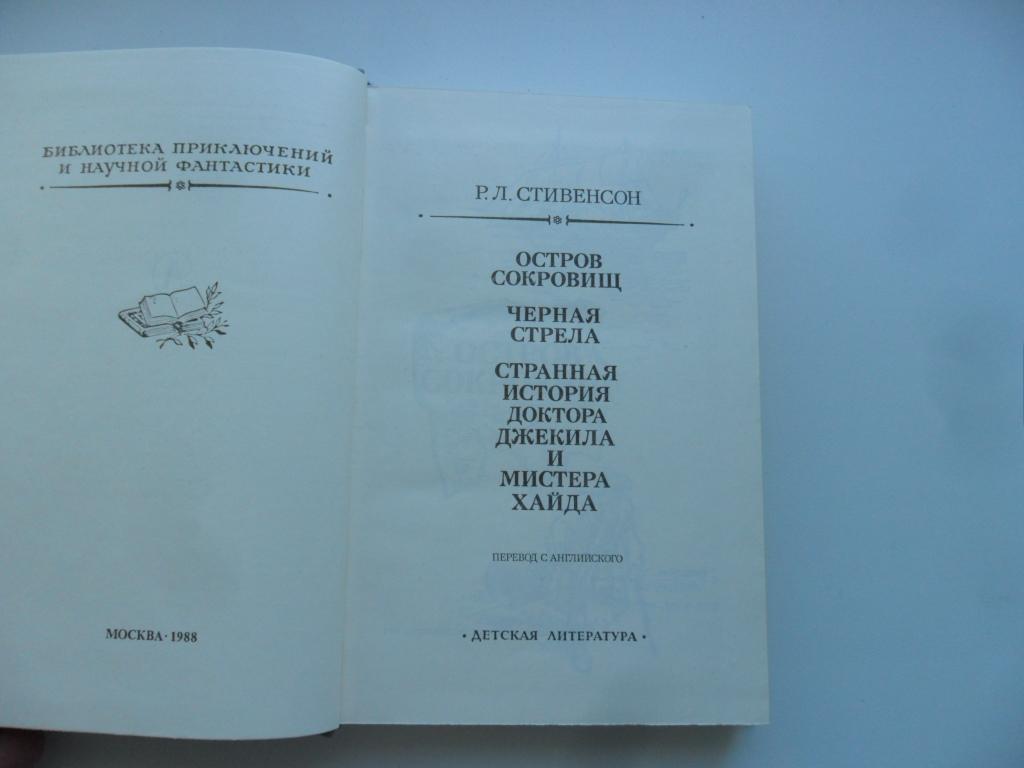 БИБЛИОТЕКА ПРИКЛЮЧЕНИЙ
И НАУЧНОЙ ФАНТАСТИКИ
МОСКВА · 1988
Р. Л. СТИВЕНСОН
ОСТРОВ
СОКРОВИЩ
ЧЕРНАЯ
СТРЕЛА
СТРАННАЯ
ИСТОРИЯ
ДОКТОРА
ДЖЕКИЛА
И
МИСТЕРА
ХАЙДА
ПЕРЕВОД С АНГЛИЙСКОГО
• ДЕТСКАЯ ЛИТЕРАТУРА •